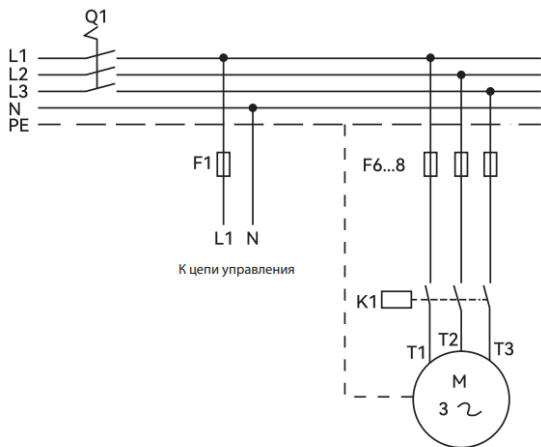 Q1
L1
L2
L3
N
PE
F1
F6...8
L1 N
К цепи управления
K1
T1 T2 T3
M
3 ~